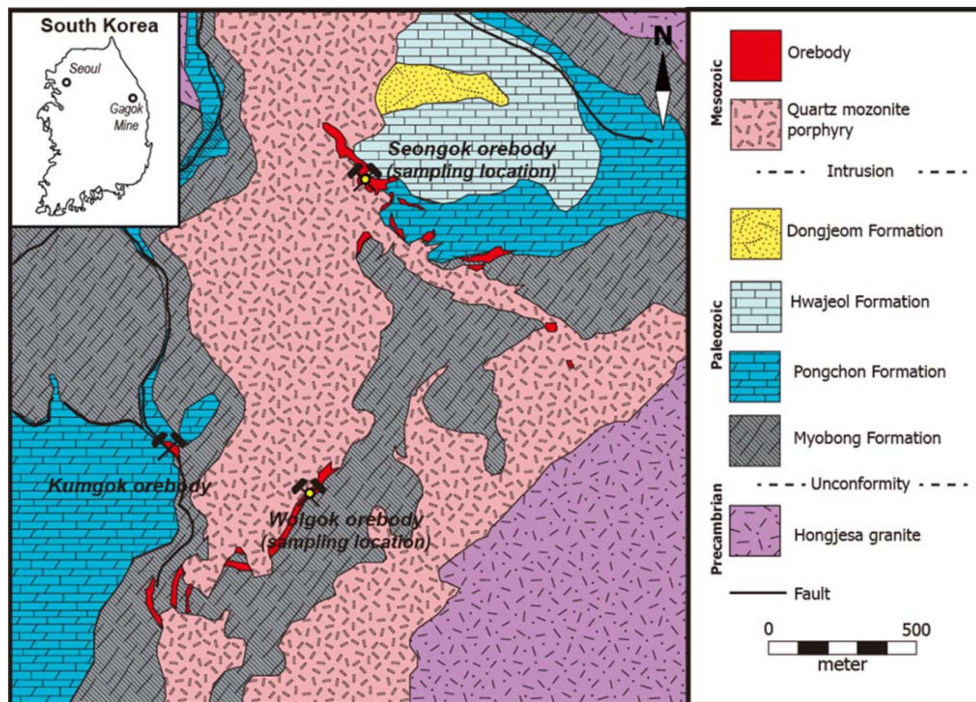 South Korea
Seoul
Gagok
Mine
N
Seongok orebody
(sampling location)
Kumgok orebody
Wolgok orebody
(sampling location)
Mesozoic
Orebody
Quartz mozonite
porphyry
Intrusion
Paleozoic
Dongjeom Formation
Hwajeol Formation
Pongchon Formation
Myobong Formation
Unconformity
Precambrian
Hongjesa granite
Fault
0 500
meter